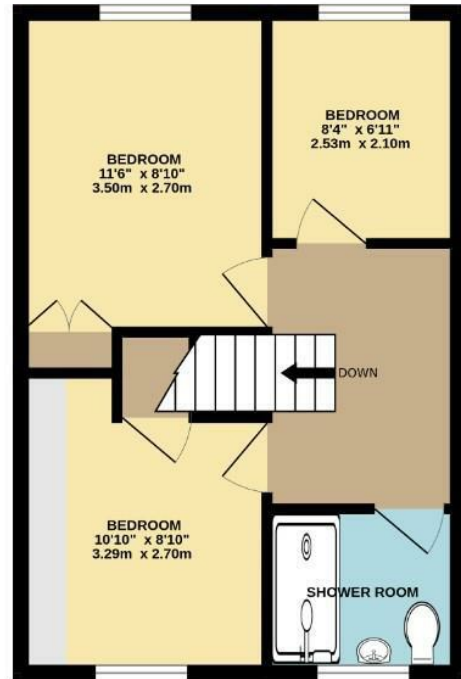 BEDROOM
11'6" x 8'10"
3.50m x 2.70m
BEDROOM
8'4" x 6'11"
2.53m x 2.10m
DOWN
BEDROOM
10'10" x 8'10"
3.29m x 2.70m
SHOWER ROOM